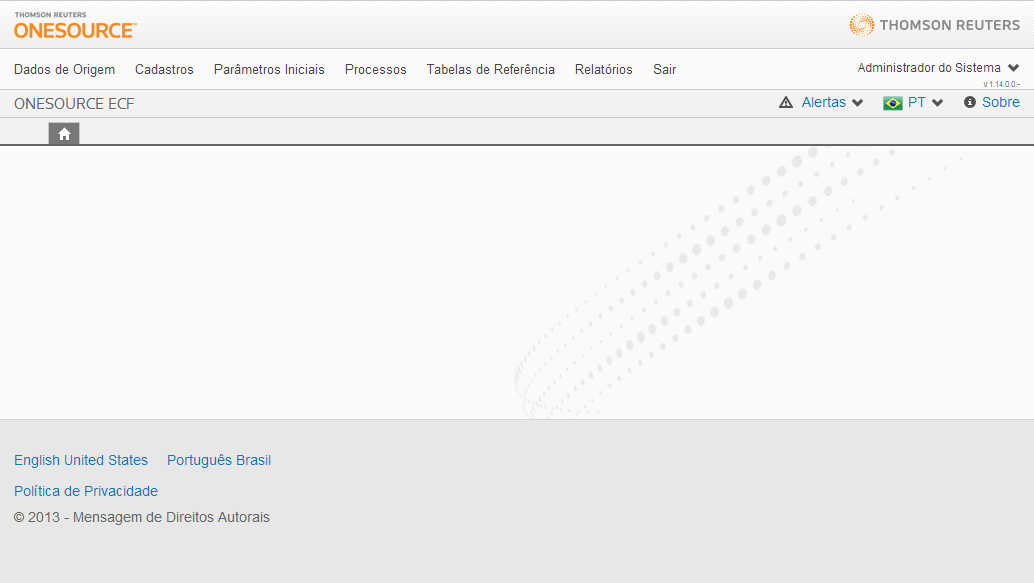 THOMSON REUTERS
ONESOURCE™
THOMSON REUTERS
Dados de Origem Cadastros Parâmetros Iniciais Processos Tabelas de Referência Relatórios Sair
Administrador do Sistema
v 1.14.0.0.-
ONESOURCE ECF
Alertas PT Sobre
English United States Português Brasil
Política de Privacidade
© 2013 - Mensagem de Direitos Autorais